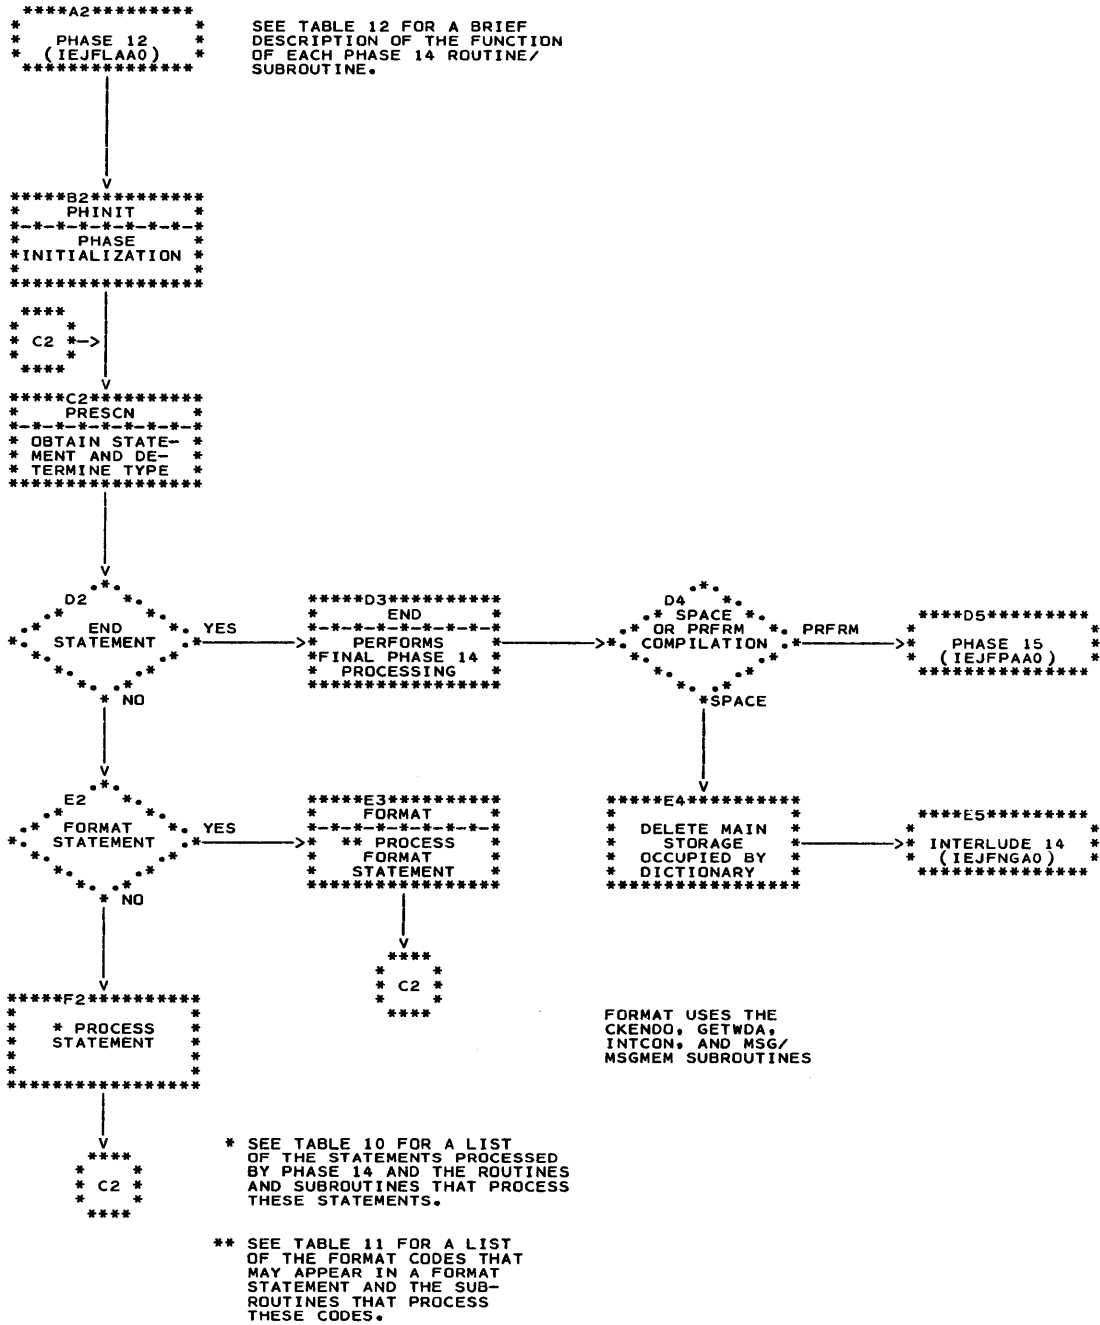 A2
PHASE 12
(IEJFLAA0)
SEE TABLE 12 FOR A BRIEF
DESCRIPTION OF THE FUNCTION
OF EACH PHASE 14 ROUTINE/
SUBROUTINE.
B2
PHINIT
PHASE
INITIALIZATION
C2
C2
PRESCN
OBTAIN STATE-
MENT AND DE-
TERMINE TYPE
D2
END
STATEMENT
YES
NO
D3
END
PERFORMS
FINAL PHASE 14
PROCESSING
D4
SPACE
OR PRFRM
COMPILATION
PRFRM
SPACE
D5
PHASE 15
(IEJFPAA0)
E2
FORMAT
STATEMENT
YES
NO
E3
FORMAT
** PROCESS
FORMAT
STATEMENT
E4
DELETE MAIN
STORAGE
OCCUPIED BY
DICTIONARY
E5
INTERLUDE 14
(IEJFNGA0)
C2
F2
* PROCESS
STATEMENT
FORMAT USES THE
CKENDO, GETWDA,
INTCON, AND MSG/
MSGMEM SUBROUTINES
C2
* SEE TABLE 10 FOR A LIST
OF THE STATEMENTS PROCESSED
BY PHASE 14 AND THE ROUTINES
AND SUBROUTINES THAT PROCESS
THESE STATEMENTS.
** SEE TABLE 11 FOR A LIST
OF THE FORMAT CODES THAT
MAY APPEAR IN A FORMAT
STATEMENT AND THE SUB-
ROUTINES THAT PROCESS
THESE CODES.